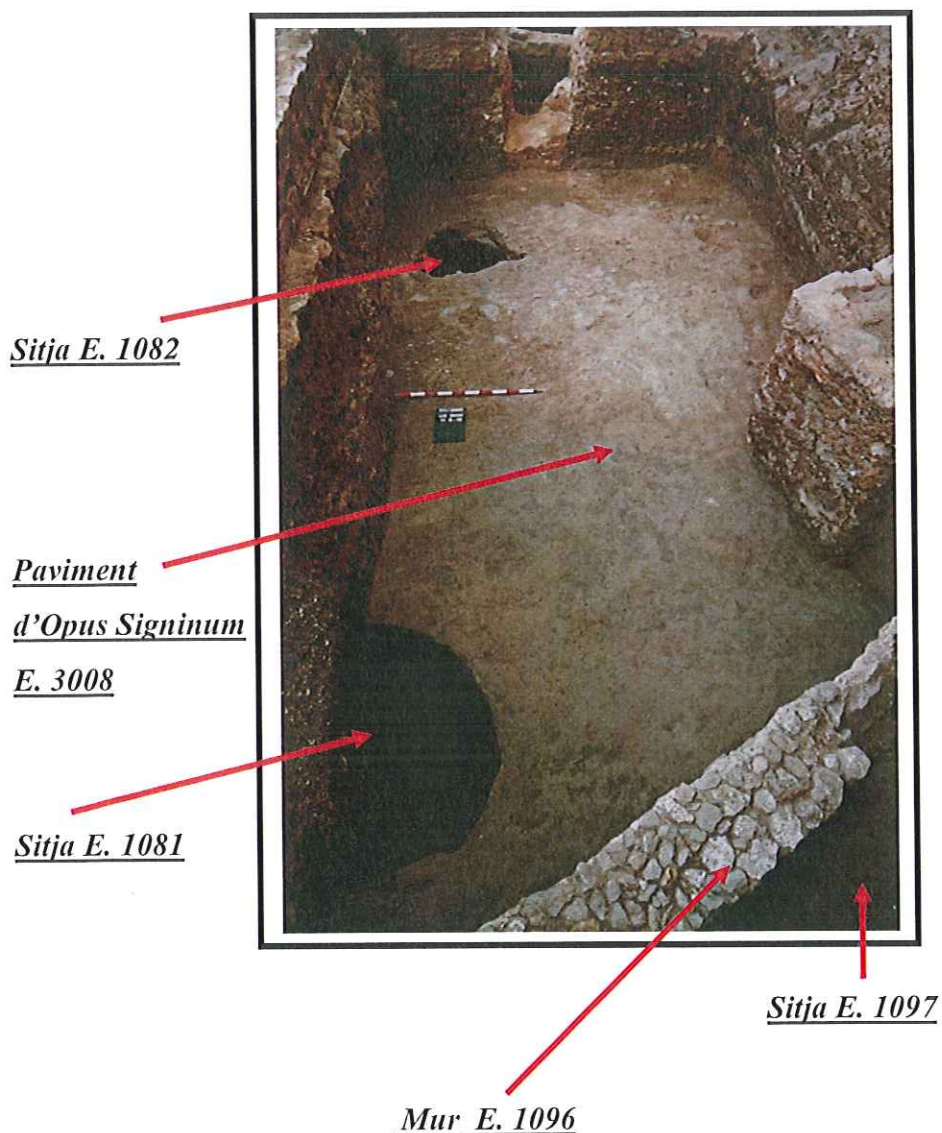 Sitja E. 1082
Paviment
d'Opus Signinum
E. 3008
Sitja E. 1081
Sitja E. 1097
Mur E. 1096